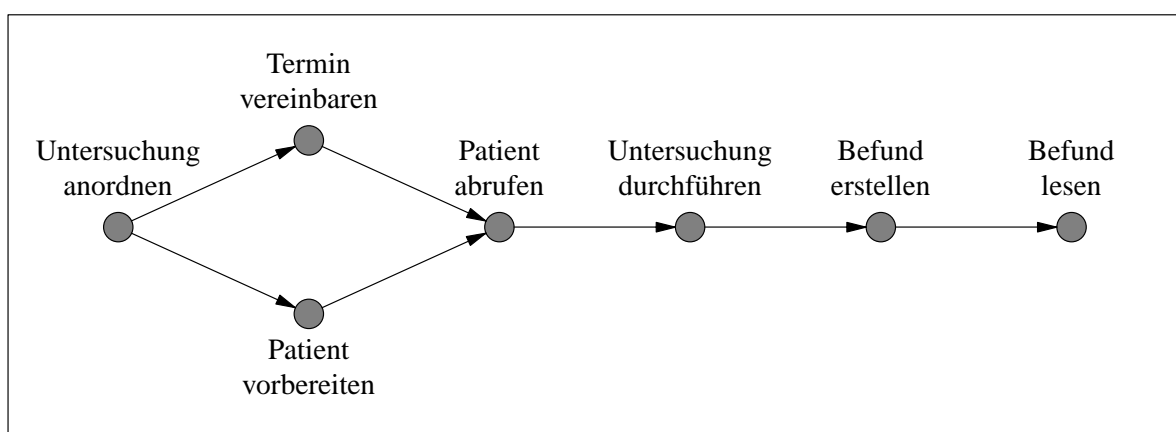 Untersuchung
anordnen
Termin
vereinbaren
Patient
vorbereiten
Patient
abrufen
Untersuchung
durchführen
Befund
erstellen
Befund
lesen